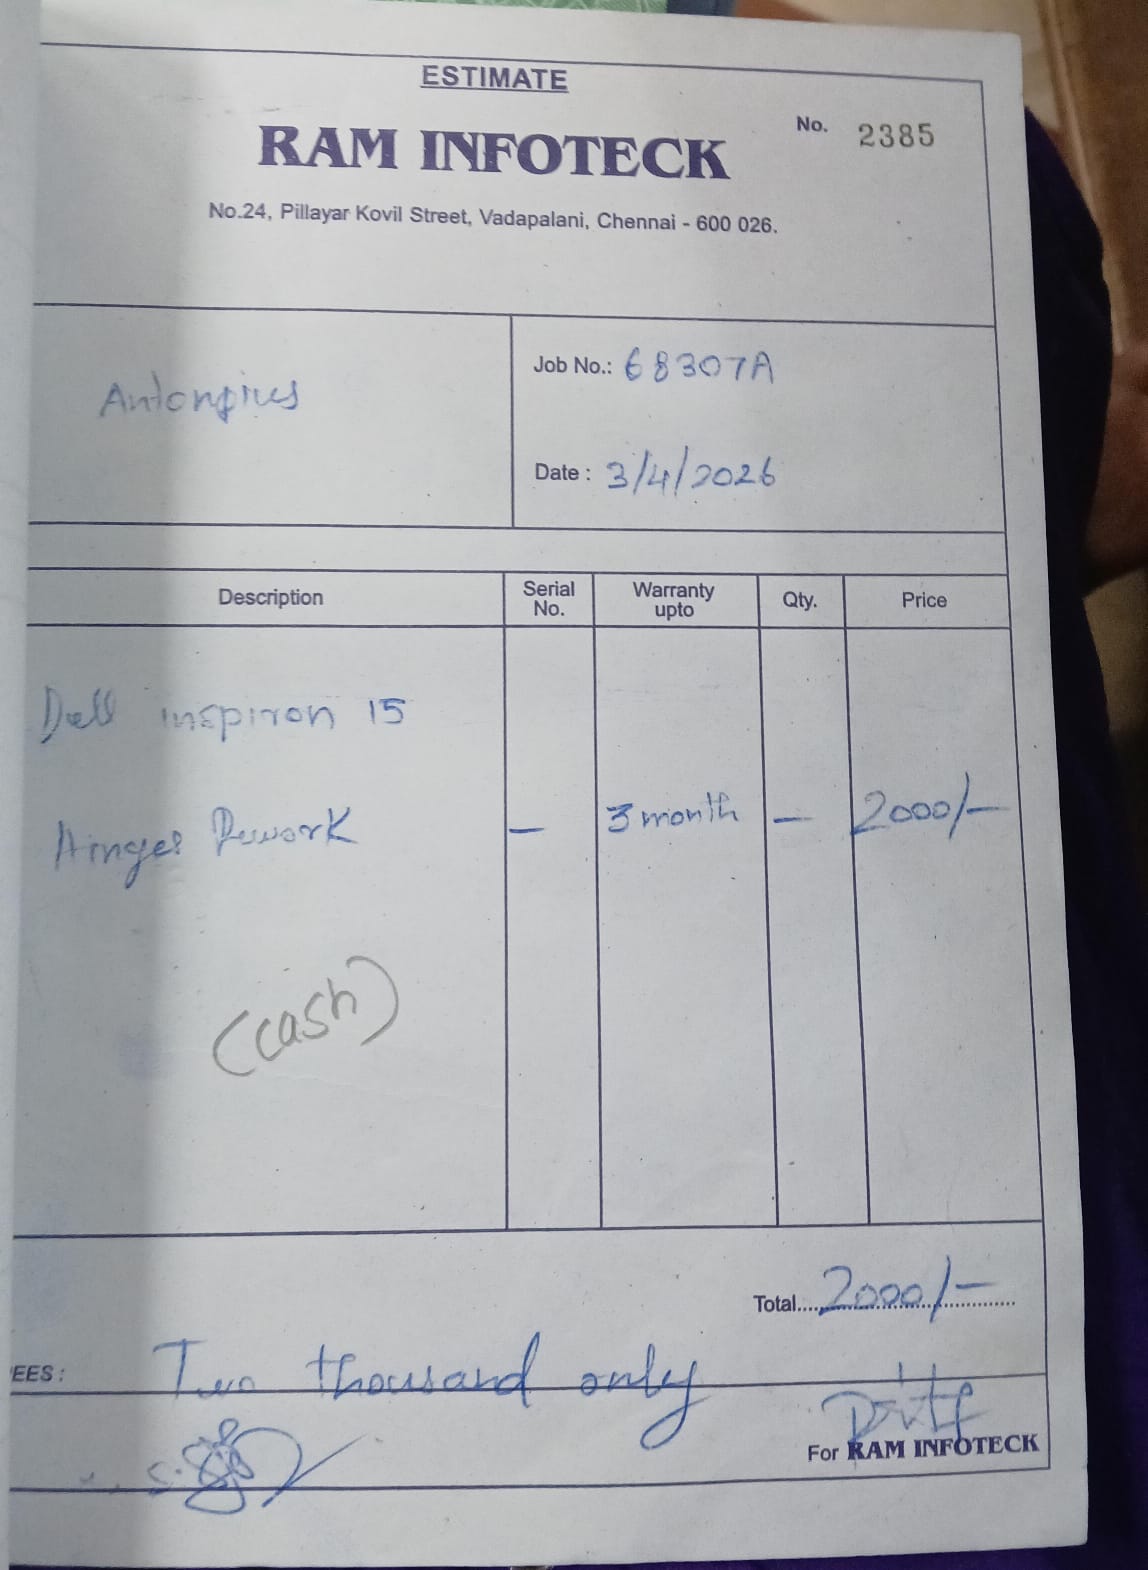 ESTIMATE
RAM INFOTECK
No. 2385
No.24, Pillayar Kovil Street, Vadapalani, Chennai - 600 026.
Antonpius
Job No.: 68307A
Date : 3/4/2026
Description Serial No. Warranty upto Qty. Price
Dell inspiron 15
Hinges Rework – 3 month – 2000/-
(cash)
Total.... 2000/-
EES : Two thousand only
For RAM INFOTECK